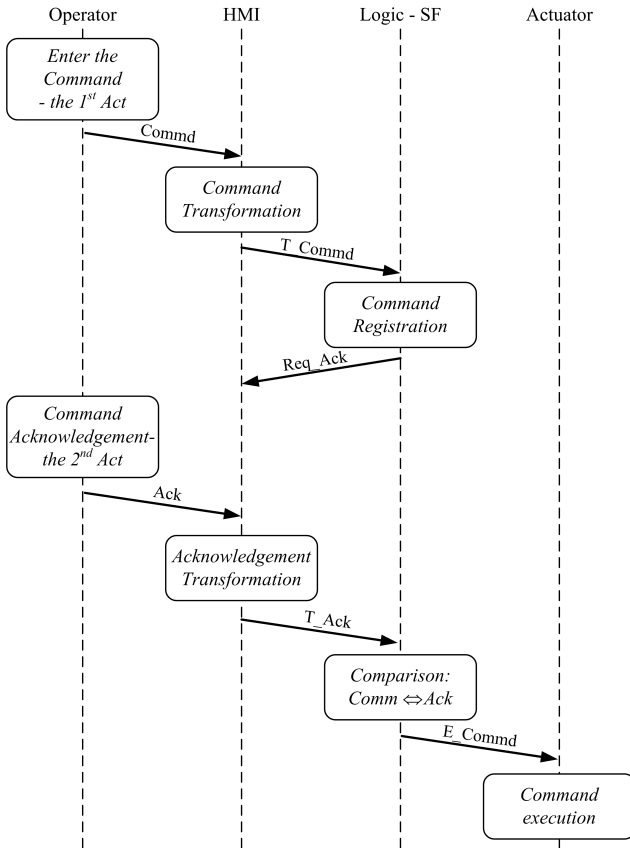 Operator HMI Logic - SF Actuator
Enter the
Command
- the 1st Act
Commd
Command
Transformation
T_Commd
Command
Registration
Req_Ack
Command
Acknowledgement-
the 2nd Act
Ack
Acknowledgement
Transformation
T_Ack
Comparison:
Comm ⇔ Ack
E_Commd
Command
execution